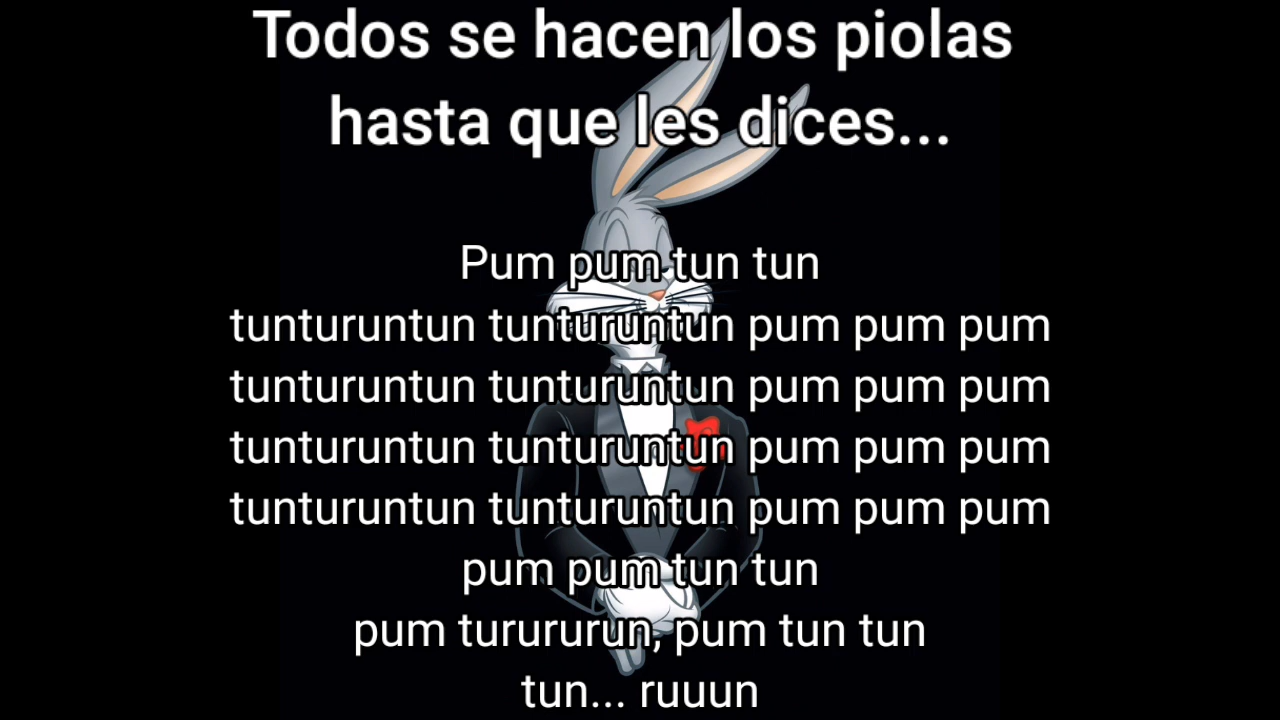 Todos se hacen los piolas
hasta que les dices...
Pum pum tun tun
tunturuntun tunturuntun pum pum pum
tunturuntun tunturuntun pum pum pum
tunturuntun tunturuntun pum pum pum
tunturuntun tunturuntun pum pum pum
pum pum tun tun
pum turururun, pum tun tun
tun... ruuun